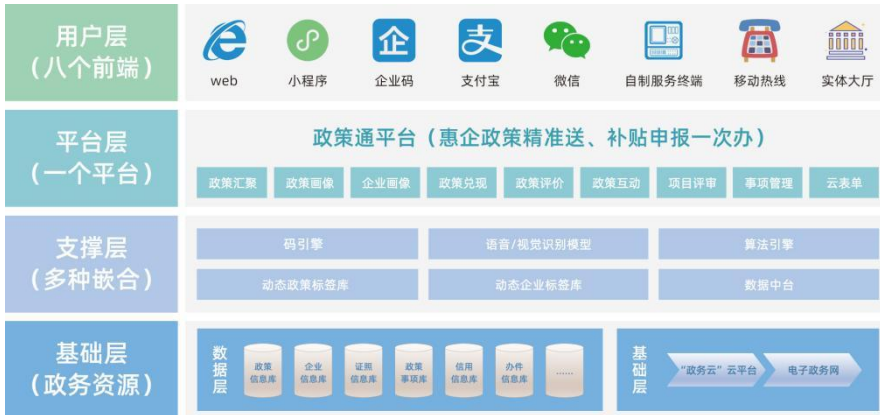 用户层
（八个前端）
web
小程序
企业码
支付宝
微信
自制服务终端
移动热线
实体大厅
平台层
（一个平台）
政策通平台（惠企政策精准送、补贴申报一次办）
政策汇聚
政策画像
企业画像
政策兑现
政策评价
政策互动
项目评审
事项管理
云表单
支撑层
（多种嵌合）
码引擎
语音/视觉识别模型
算法引擎
动态政策标签库
动态企业标签库
数据中台
基础层
（政务资源）
数据层
政策
信息库
企业
信息库
证照
信息库
政策
事项库
信用
信息库
办件
信息库
……
基础层
“政务云”云平台
电子政务网